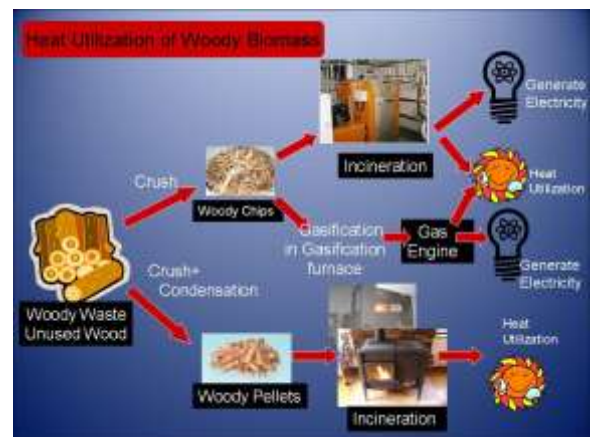 Heat Utilization of Woody Biomass
Generate
Electricity
Incineration
Crush
Heat
Utilization
Woody Chips
Gasification
in Gasification
furnace
Gas
Engine
Crush+
Condensation
Generate
Electricity
Woody Waste
Unused Wood
Heat
Utilization
Woody Pellets
Incineration